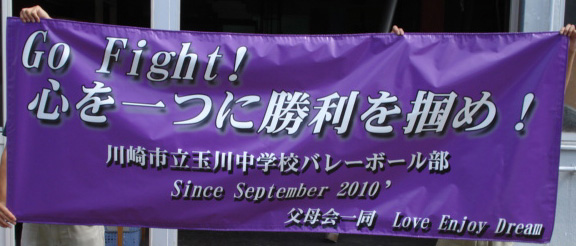 Go Fight!
心を一つに勝利を掴め!
川崎市立玉川中学校バレーボール部
Since September 2010’
父母会一同 Love Enjoy Dream